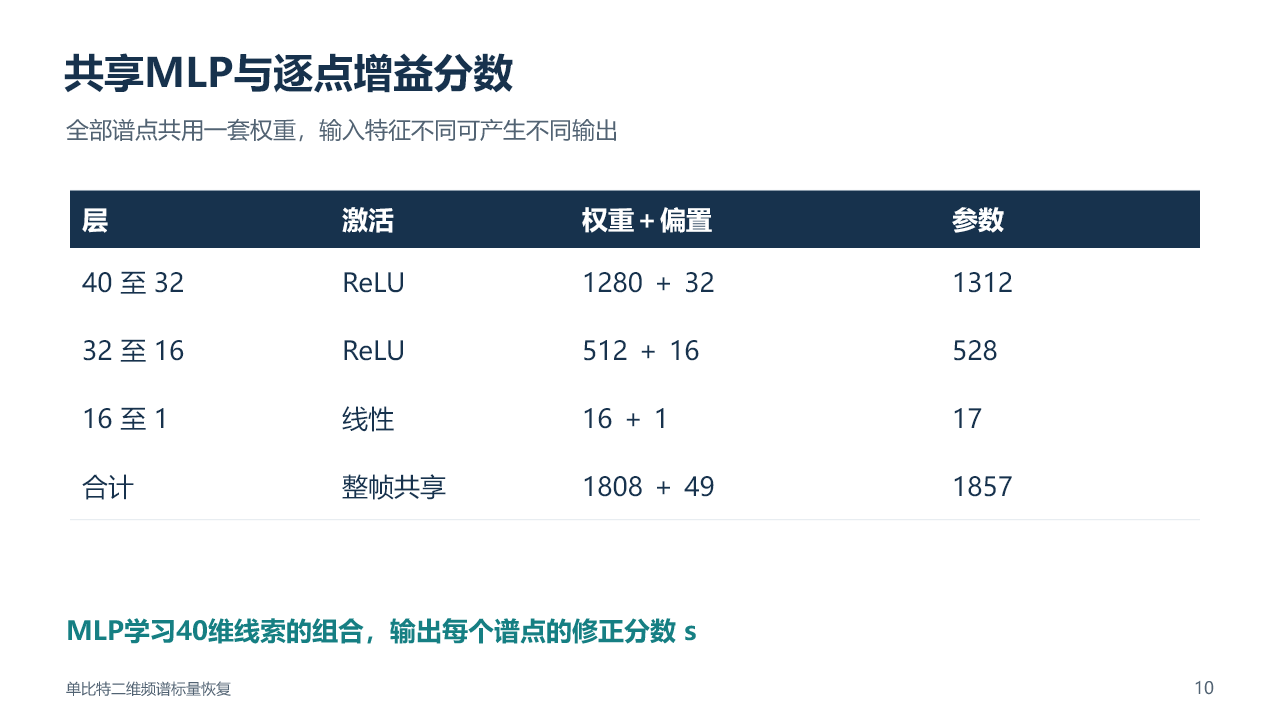 共享MLP与逐点增益分数
全部谱点共用一套权重，输入特征不同可产生不同输出
层 激活 权重＋偏置 参数
40 至 32 ReLU 1280 ＋ 32 1312
32 至 16 ReLU 512 ＋ 16 528
16 至 1 线性 16 ＋ 1 17
合计 整帧共享 1808 ＋ 49 1857
MLP学习40维线索的组合，输出每个谱点的修正分数 s
单比特二维频谱标量恢复 10